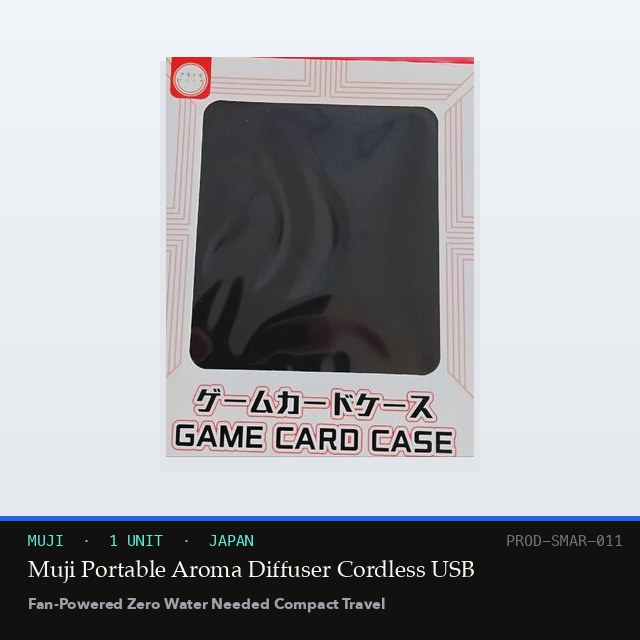 ゲームカードケース
GAME CARD CASE
MUJI · 1 UNIT · JAPAN
PROD–SMAR–011
Muji Portable Aroma Diffuser Cordless USB
Fan-Powered Zero Water Needed Compact Travel